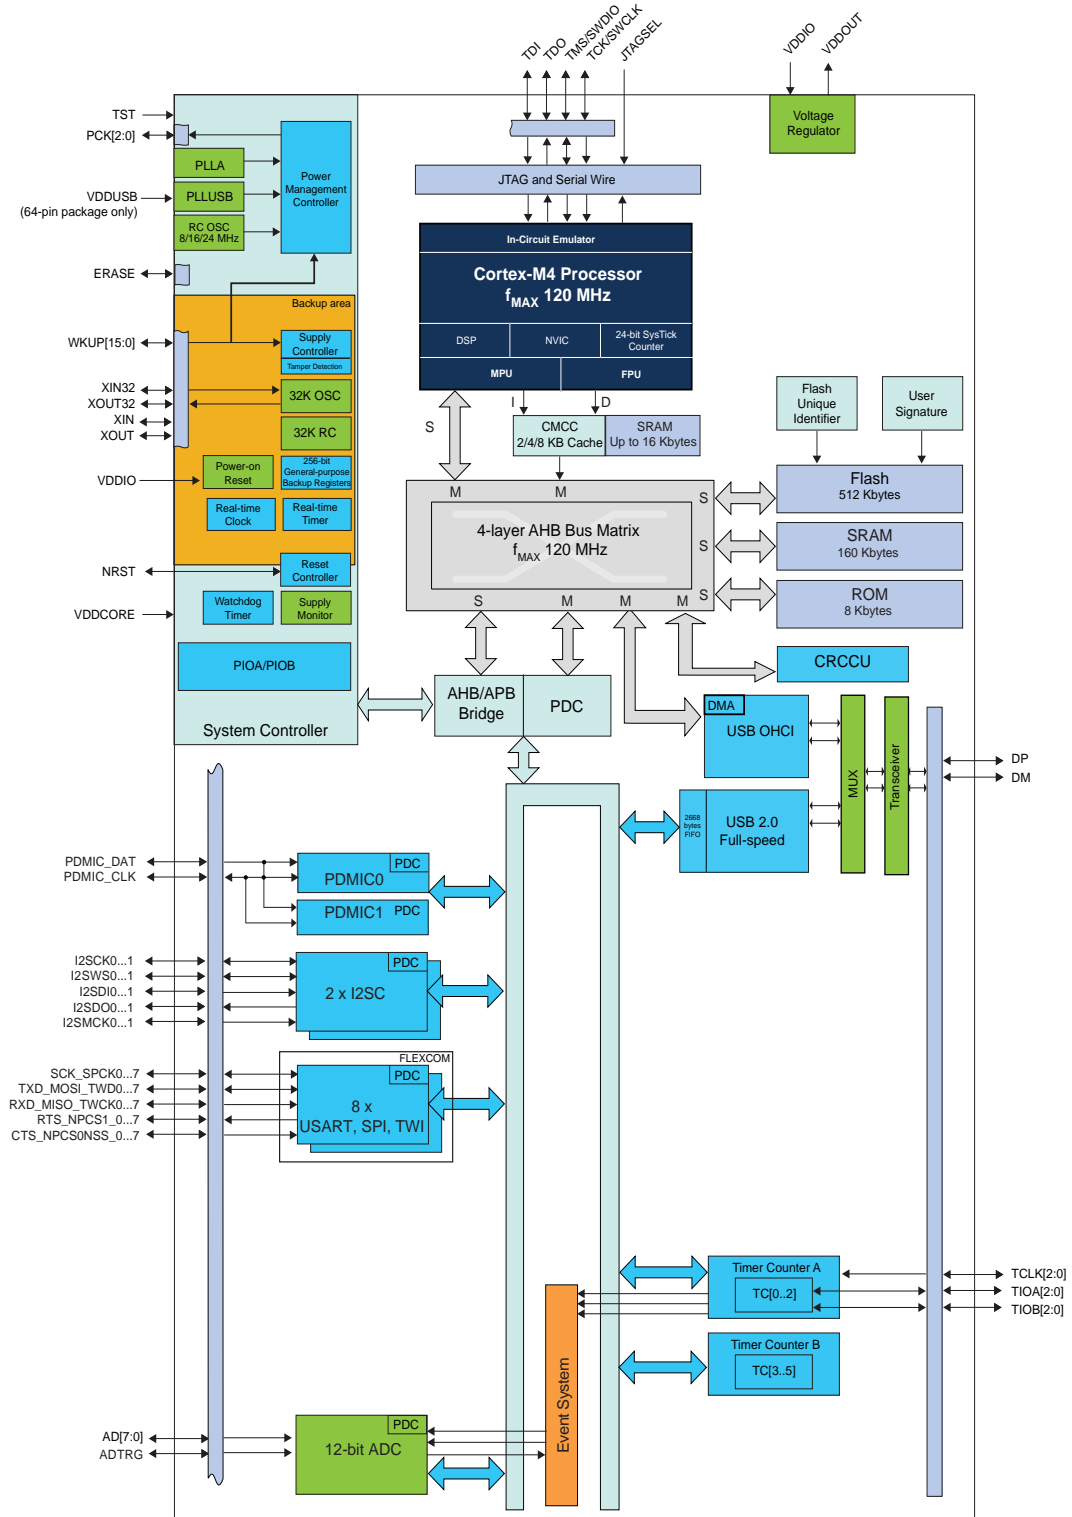 TDI
TDO
TMS/SWDIO
TCK/SWCLK
JTAGSEL
VDDIO
VDDOUT
TST
PCK[2:0]
PLLA
VDDUSB
(64-pin package only)
PLLUSB
RC OSC
8/16/24 MHz
Power
Management
Controller
Voltage
Regulator
JTAG and Serial Wire
In-Circuit Emulator
Cortex-M4 Processor
fMAX 120 MHz
DSP
NVIC
24-bit SysTick
Counter
MPU
FPU
ERASE
Backup area
WKUP[15:0]
Supply
Controller
Tamper Detection
XIN32
XOUT32
XIN
XOUT
32K OSC
32K RC
VDDIO
Power-on
Reset
256-bit
General-purpose
Backup Registers
Real-time
Clock
Real-time
Timer
NRST
Reset
Controller
VDDCORE
Watchdog
Timer
Supply
Monitor
PIOA/PIOB
System Controller
I
D
S
CMCC
2/4/8 KB Cache
SRAM
Up to 16 Kbytes
Flash
Unique
Identifier
User
Signature
M
M
S
4-layer AHB Bus Matrix
fMAX 120 MHz
S
S
S
M
M
M
Flash
512 Kbytes
SRAM
160 Kbytes
ROM
8 Kbytes
CRCCU
AHB/APB
Bridge
PDC
DMA
USB OHCI
MUX
Transceiver
DP
DM
2668
bytes
FIFO
USB 2.0
Full-speed
PDMIC_DAT
PDMIC_CLK
PDC
PDMIC0
PDMIC1
PDC
I2SCK0...1
I2SWS0...1
I2SDI0...1
I2SDO0...1
I2SMCK0...1
PDC
2 x I2SC
FLEXCOM
SCK_SPCK0...7
TXD_MOSI_TWD0...7
RXD_MISO_TWCK0...7
RTS_NPCS1_0...7
CTS_NPCS0NSS_0...7
PDC
8 x
USART, SPI, TWI
Timer Counter A
TC[0..2]
TCLK[2:0]
TIOA[2:0]
TIOB[2:0]
Timer Counter B
TC[3..5]
Event System
AD[7:0]
ADTRG
PDC
12-bit ADC